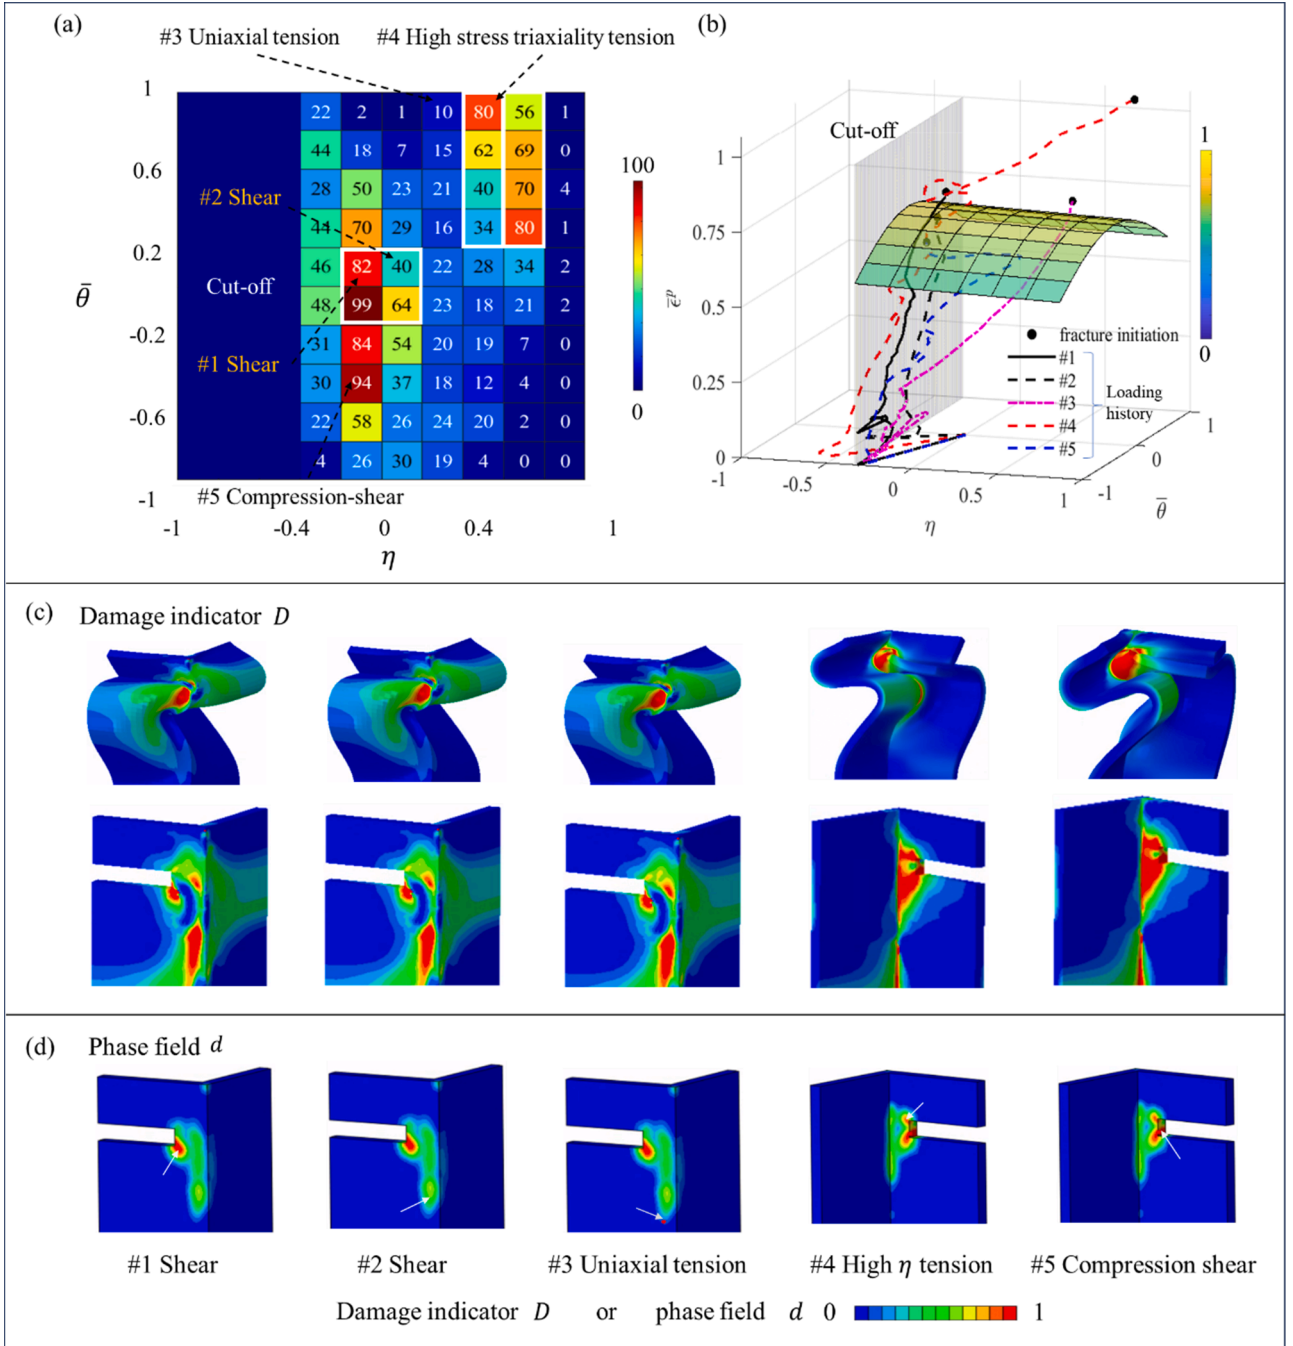 (a)
#3 Uniaxial tension
#4 High stress triaxiality tension
1
0.6
0.2
-0.2
-0.6
-1
θ̄
22 2 1 10 80 56 1
44 18 7 15 62 69 0
28 50 23 21 40 70 4
44 70 29 16 34 80 1
46 82 40 22 28 34 2
48 99 64 23 18 21 2
31 84 54 20 19 7 0
30 94 37 18 12 4 0
22 58 26 24 20 2 0
4 26 30 19 4 0 0
#2 Shear
Cut-off
#1 Shear
#5 Compression-shear
-1 -0.4 0 0.4 1
η
100
0
(b)
Cut-off
1
0.75
0.5
0.25
0
ε̄ᵖ
-1 -0.5 0 0.5 1
η
-1 0 1
θ̄
1
0
fracture initiation
#1
#2
#3
#4
#5
Loading
history
(c) Damage indicator D
(d) Phase field d
#1 Shear
#2 Shear
#3 Uniaxial tension
#4 High η tension
#5 Compression shear
Damage indicator D or phase field d 0 1